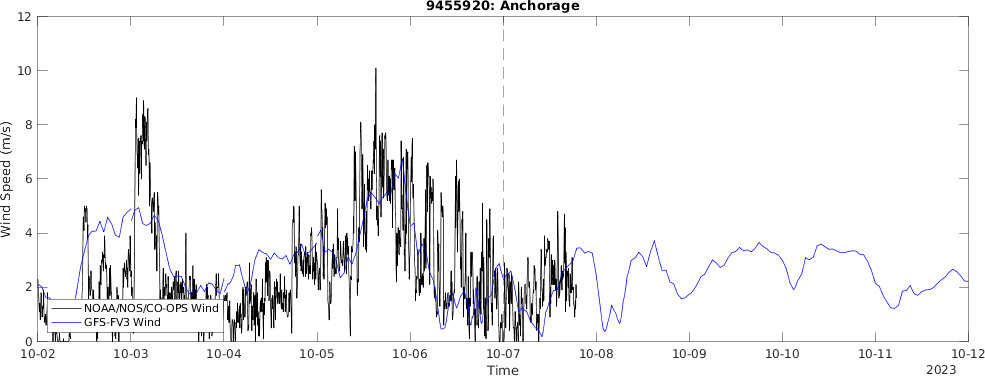 9455920: Anchorage
12
10
8
6
4
2
0
Wind Speed (m/s)
NOAA/NOS/CO-OPS Wind
GFS-FV3 Wind
10-02 10-03 10-04 10-05 10-06 10-07 10-08 10-09 10-10 10-11 10-12
Time
2023